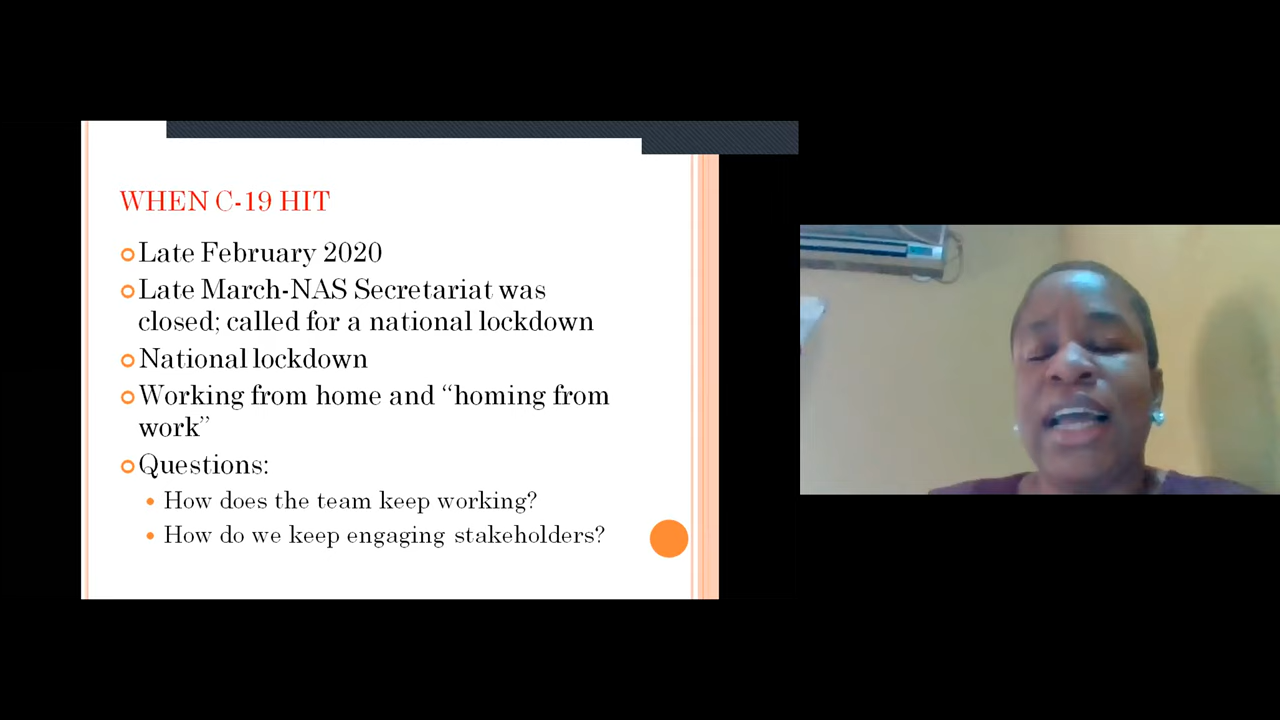 WHEN C-19 HIT
Late February 2020
Late March-NAS Secretariat was
closed; called for a national lockdown
National lockdown
Working from home and “homing from
work”
Questions:
How does the team keep working?
How do we keep engaging stakeholders?